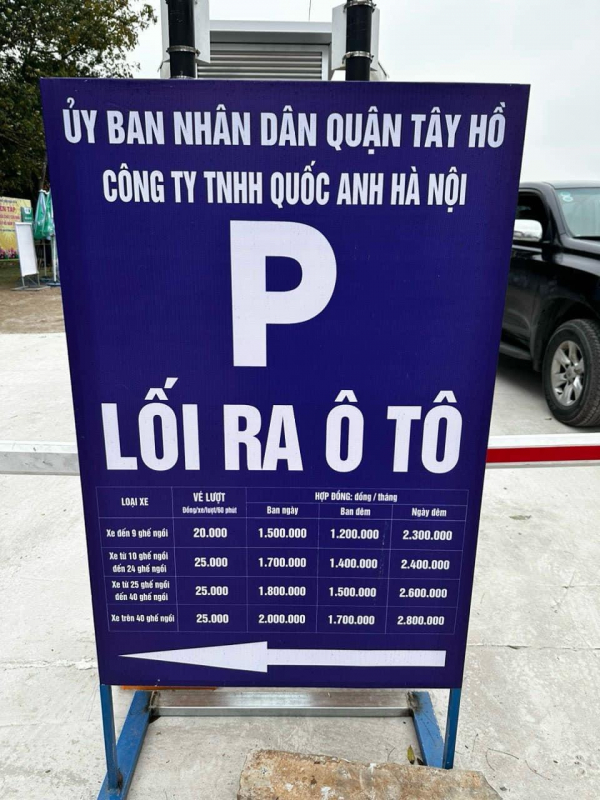 ỦY BAN NHÂN DÂN QUẬN TÂY HỒ
CÔNG TY TNHH QUỐC ANH HÀ NỘI
P
LỐI RA Ô TÔ
LOẠI XE VÉ LƯỢT Đồng/xe/lượt/60 phút HỢP ĐỒNG: đồng / tháng
Ban ngày Ban đêm Ngày đêm
Xe đến 9 ghế ngồi 20.000 1.500.000 1.200.000 2.300.000
Xe từ 10 ghế ngồi đến 24 ghế ngồi 25.000 1.700.000 1.400.000 2.400.000
Xe từ 25 ghế ngồi đến 40 ghế ngồi 25.000 1.800.000 1.500.000 2.600.000
Xe trên 40 ghế ngồi 25.000 2.000.000 1.700.000 2.800.000